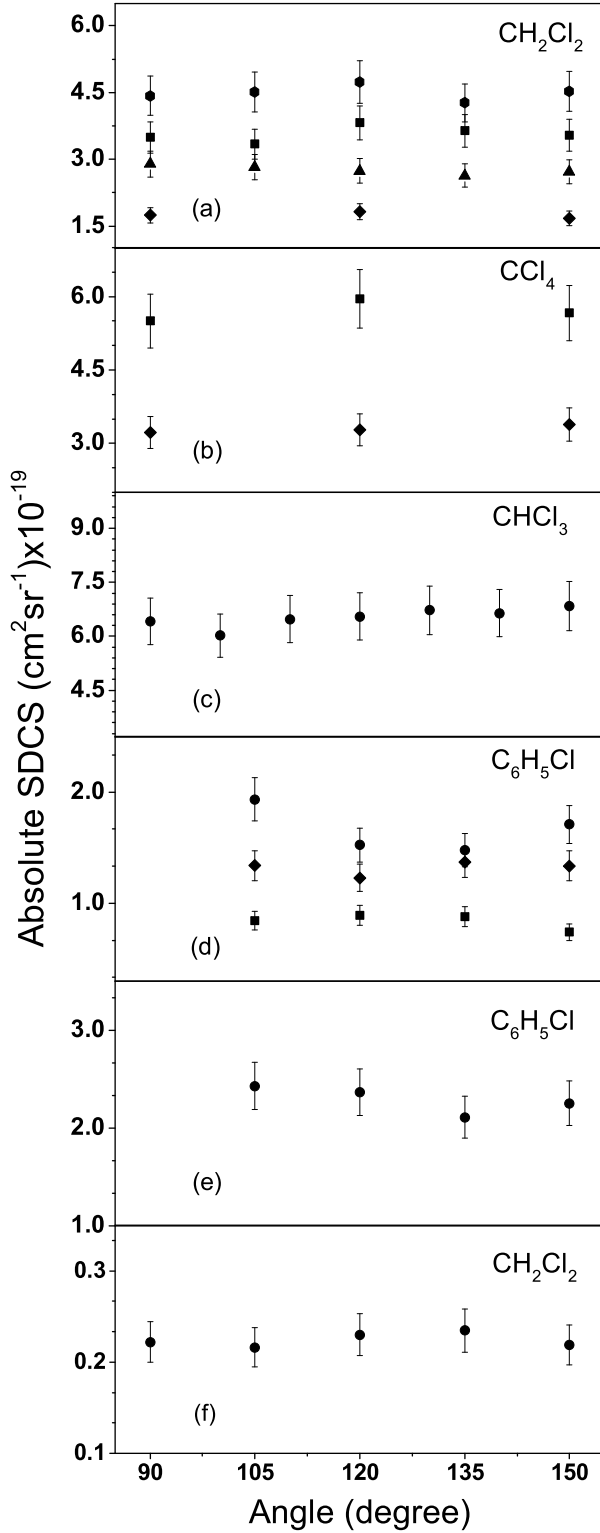 Absolute SDCS (cm²sr⁻¹)x10⁻¹⁹
6.0
CH₂Cl₂
4.5
3.0
(a)
1.5
CCl₄
6.0
4.5
3.0
(b)
CHCl₃
9.0
7.5
6.0
4.5
(c)
C₆H₅Cl
2.0
1.0
(d)
C₆H₅Cl
3.0
2.0
(e)
1.0
CH₂Cl₂
0.3
0.2
(f)
0.1
90 105 120 135 150
Angle (degree)